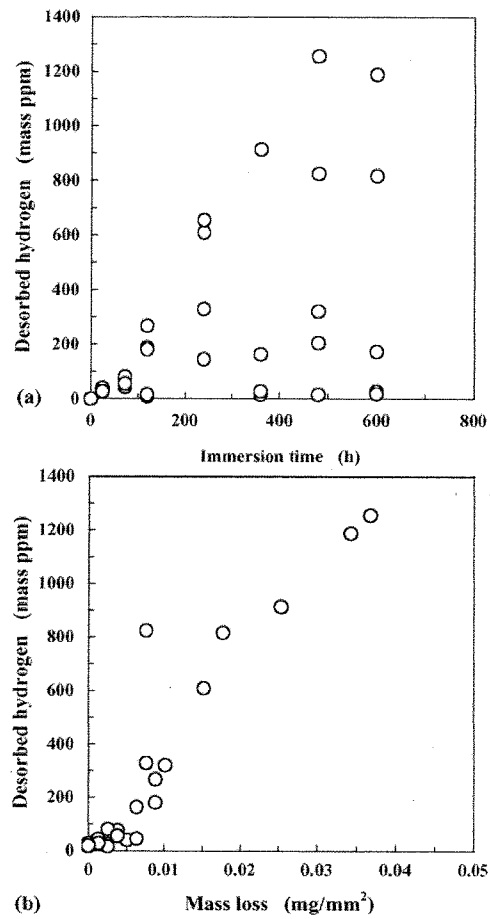 1400
1200
1000
800
600
400
200
0
Desorbed hydrogen (mass ppm)
(a)
0 200 400 600 800
Immersion time (h)
1400
1200
1000
800
600
400
200
0
Desorbed hydrogen (mass ppm)
(b)
0 0.01 0.02 0.03 0.04 0.05
Mass loss (mg/mm²)